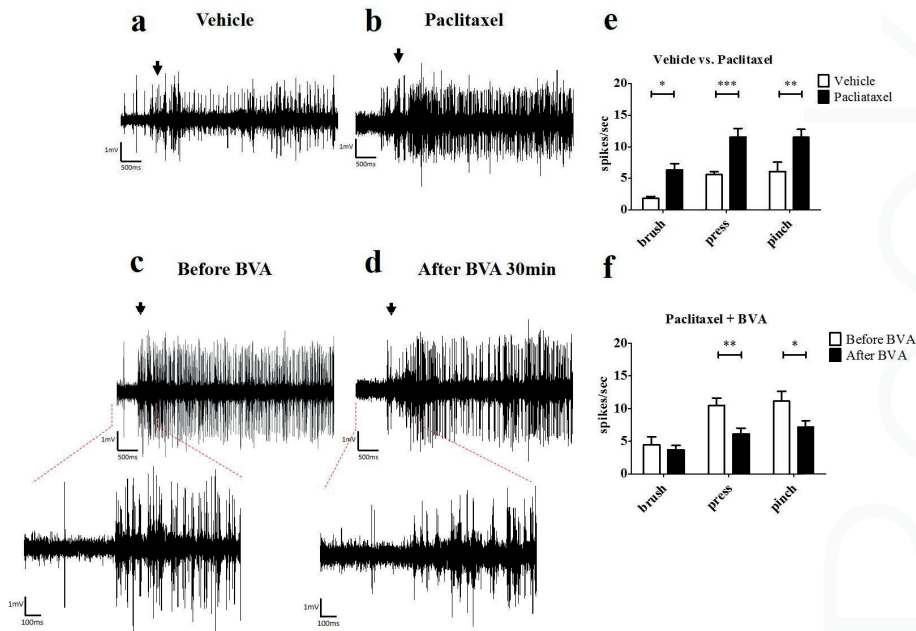 a Vehicle
b Paclitaxel
1mV
500ms
1mV
500ms
e
Vehicle vs. Paclitaxel
Vehicle
Pacliataxel
spikes/sec
20
15
10
5
0
*
***
**
brush
press
pinch
c Before BVA
d After BVA 30min
1mV
500ms
1mV
500ms
1mV
100ms
1mV
100ms
f
Paclitaxel + BVA
Before BVA
After BVA
spikes/sec
20
15
10
5
0
**
*
brush
press
pinch